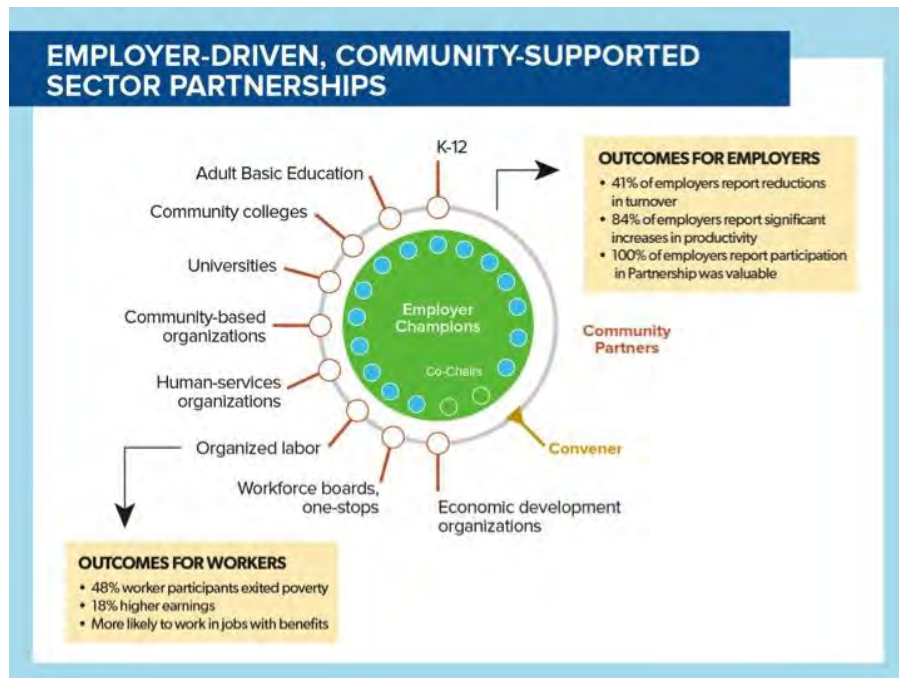 EMPLOYER-DRIVEN, COMMUNITY-SUPPORTED
SECTOR PARTNERSHIPS
K-12
Adult Basic Education
Community colleges
Universities
Community-based
organizations
Human-services
organizations
Organized labor
Workforce boards,
one-stops
Economic development
organizations
Employer
Champions
Co-Chairs
Convener
Community
Partners
OUTCOMES FOR EMPLOYERS
• 41% of employers report reductions
in turnover
• 84% of employers report significant
increases in productivity
• 100% of employers report participation
in Partnership was valuable
OUTCOMES FOR WORKERS
• 48% worker participants exited poverty
• 18% higher earnings
• More likely to work in jobs with benefits